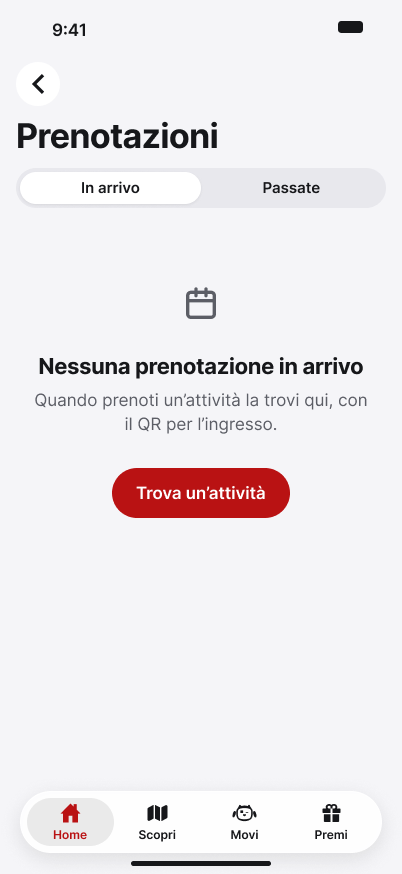 9:41
Prenotazioni
In arrivo
Passate
Nessuna prenotazione in arrivo
Quando prenoti un’attività la trovi qui, con
il QR per l’ingresso.
Trova un’attività
Home
Scopri
Movi
Premi